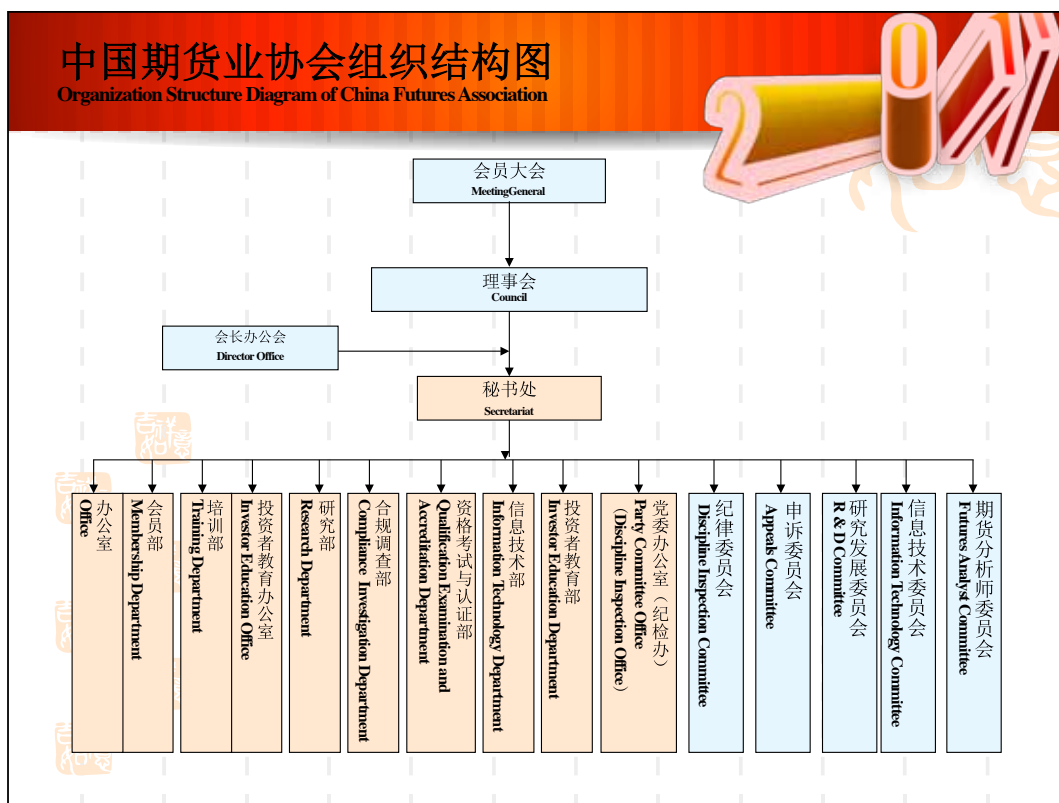 中国期货业协会组织结构图
Organization Structure Diagram of China Futures Association
会员大会
MeetingGeneral
理事会
Council
会长办公会
Director Office
秘书处
Secretariat
办公室
Office
会员部
Membership Department
培训部
Training Department
投资者教育办公室
Investor Education Office
研究部
Research Department
合规调查部
Compliance Investigation Department
资格考试与认证部
Qualification Examination and
Accreditation Department
信息技术部
Information Technology Department
投资者教育部
Investor Education Department
党委办公室（纪检办）
Party Committee Office
（Discipline Inspection Office）
纪律委员会
Discipline Inspection Committee
申诉委员会
Appeals Committee
研究发展委员会
R & D Committee
信息技术委员会
Information Technology Committee
期货分析师委员会
Futures Analyst Committee